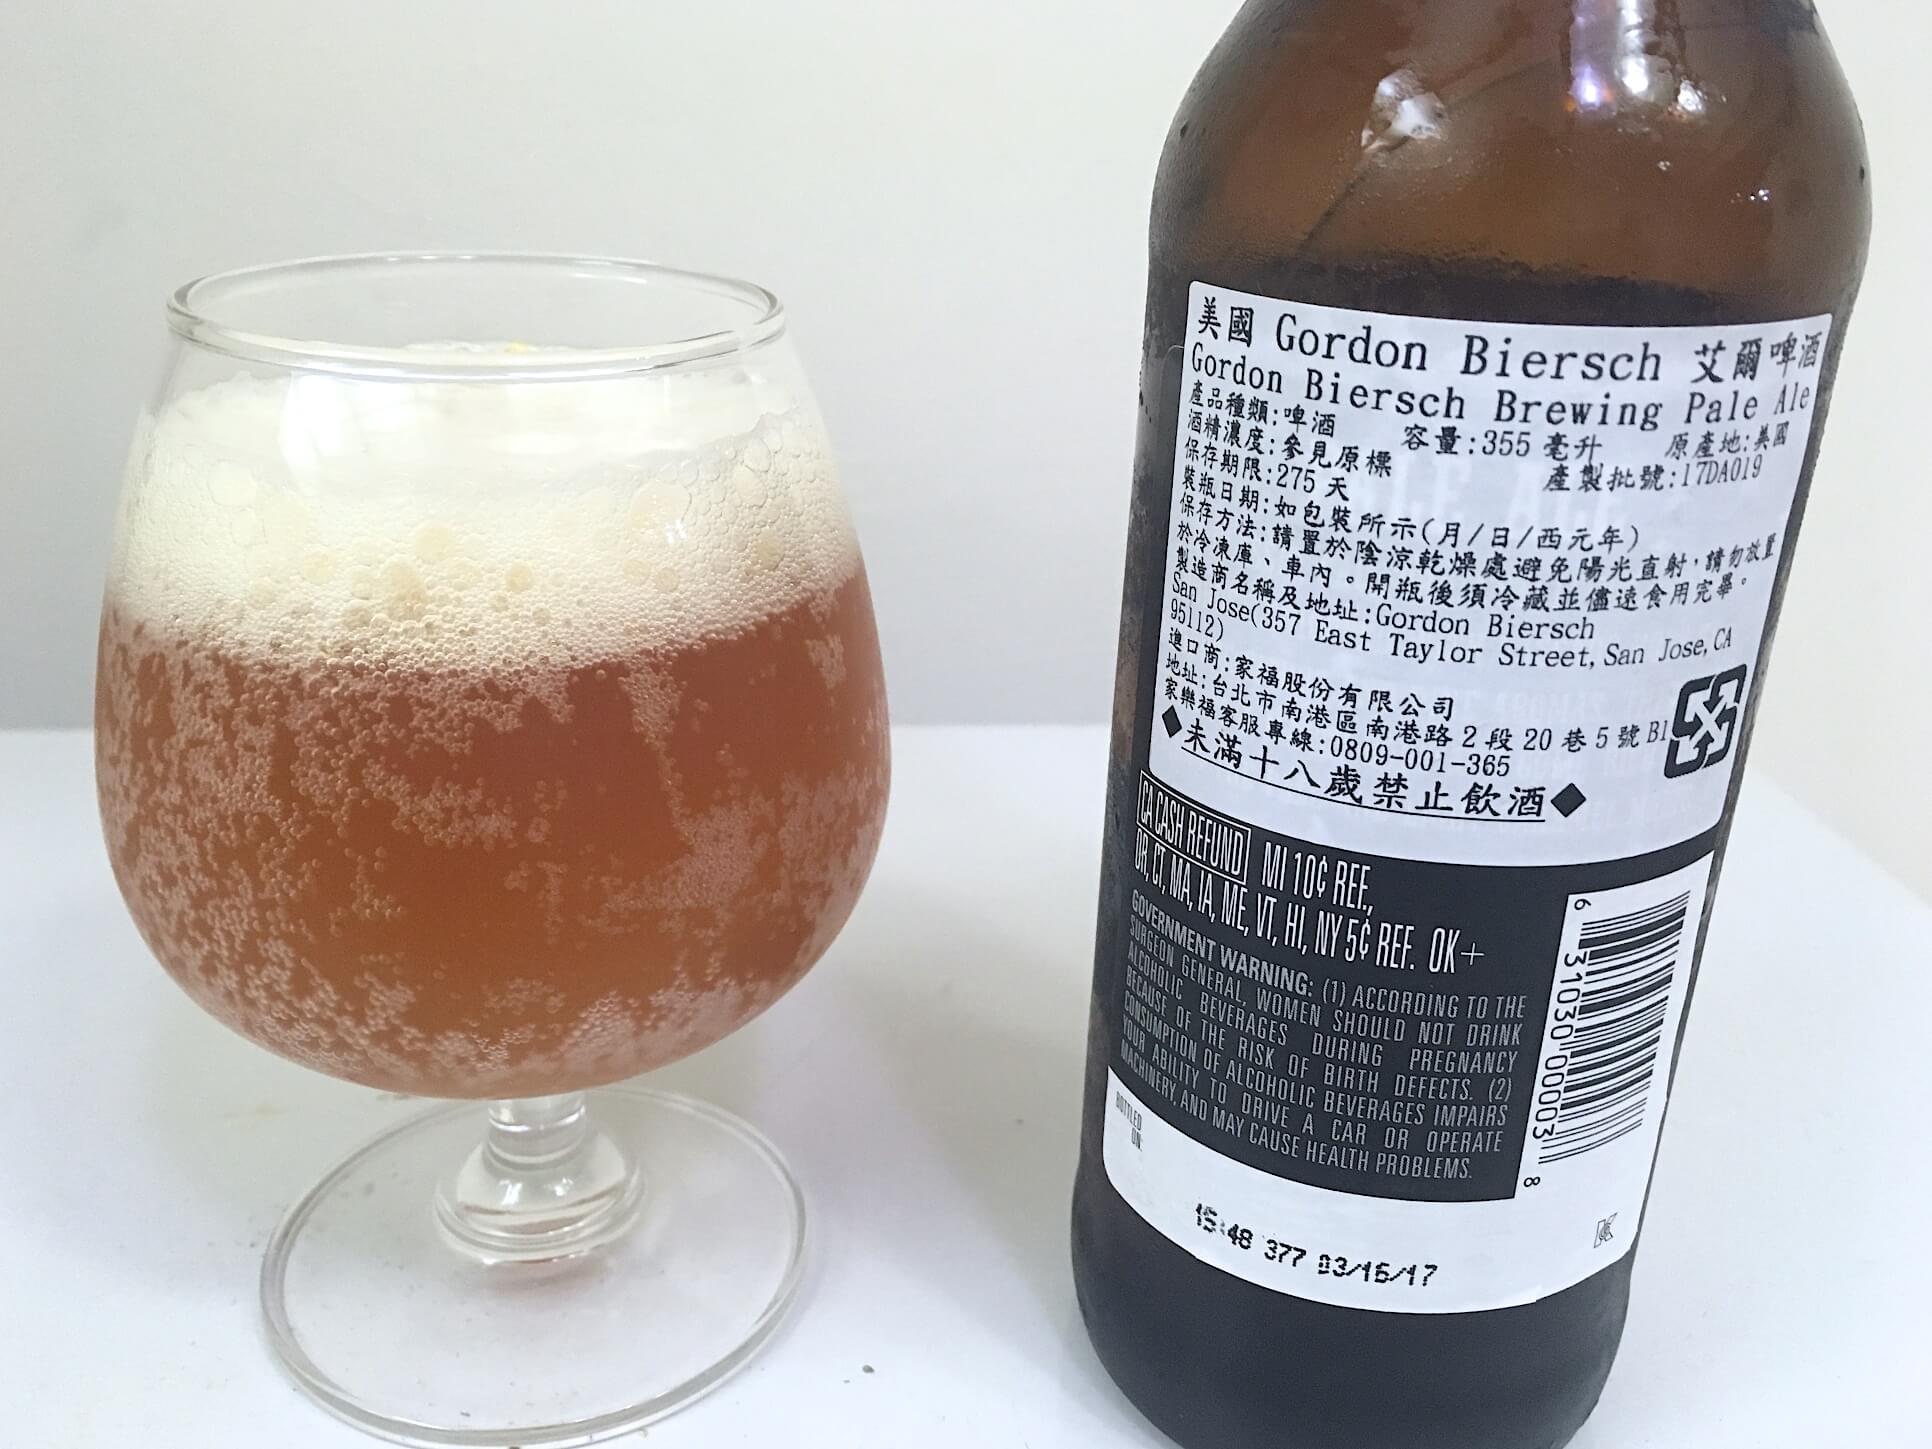 美國 Gordon Biersch 艾爾啤酒
Gordon Biersch Brewing Pale Ale
產品種類:啤酒 容量:355 毫升 原產地:美國
酒精濃度:參見原標 產製批號:17DA019
保存期限:275 天
裝瓶日期:如包裝所示(月/日/西元年)
保存方法:請置於陰涼乾燥處避免陽光直射,請勿放置
於冷凍庫、車內。開瓶後須冷藏並儘速食用完畢。
製造商名稱及地址:Gordon Biersch
San Jose(357 East Taylor Street, San Jose, CA
95112)
進口商:家福股份有限公司
地址:台北市南港區南港路2段20巷5號B1
家樂福客服專線:0809-001-365
◆未滿十八歲禁止飲酒◆
CA CASH REFUND MI 10¢ REF.,
OR, CT, MA, IA, ME, VT, HI, NY 5¢ REF. OK+
GOVERNMENT WARNING: (1) ACCORDING TO THE
SURGEON GENERAL, WOMEN SHOULD NOT DRINK
ALCOHOLIC BEVERAGES DURING PREGNANCY
BECAUSE OF THE RISK OF BIRTH DEFECTS. (2)
CONSUMPTION OF ALCOHOLIC BEVERAGES IMPAIRS
YOUR ABILITY TO DRIVE A CAR OR OPERATE
MACHINERY, AND MAY CAUSE HEALTH PROBLEMS.
6 31030 00003 8
BOTTLED
ON:
15:48 377 03/16/17
K